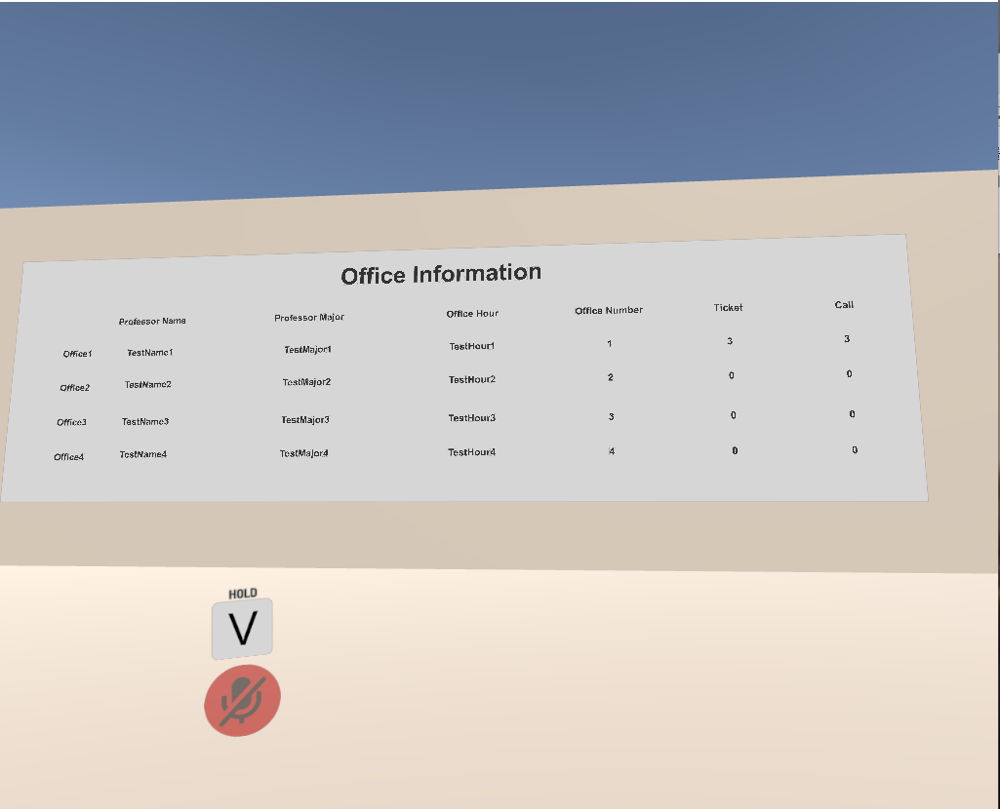 Office Information
Professor Name Professor Major Office Hour Office Number Ticket Call
Office1 TestName1 TestMajor1 TestHour1 1 3 3
Office2 TestName2 TestMajor2 TestHour2 2 0 0
Office3 TestName3 TestMajor3 TestHour3 3 0 0
Office4 TestName4 TestMajor4 TestHour4 4 0 0
HOLD
V